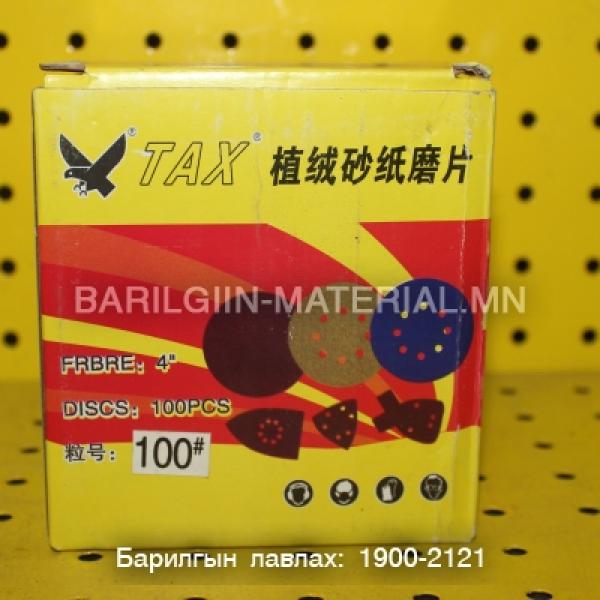 ® TAX ® 植绒砂纸磨片
BARILGIIN-MATERIAL.MN
FRBRE: 4"
DISCS: 100PCS
粒号: 100#
Барилгын лавлах: 1900-2121